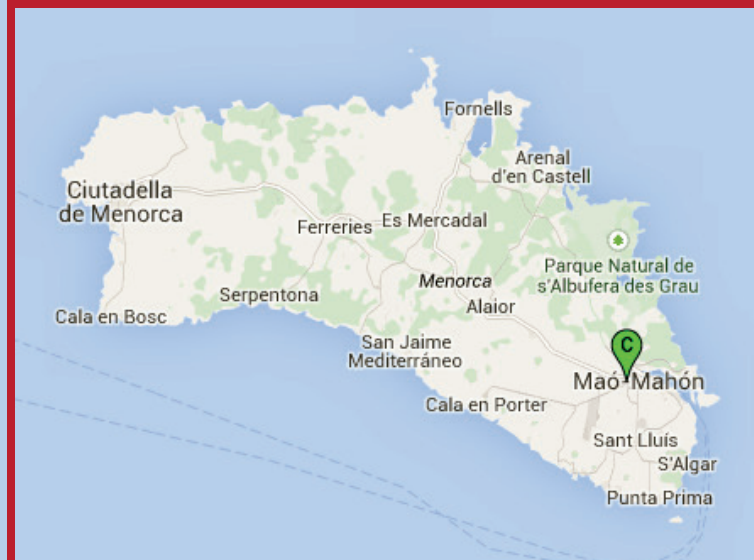 Fornells
Arenal
d'en Castell
Ciutadella
de Menorca
Ferreries
Es Mercadal
Parque Natural de
s'Albufera des Grau
Menorca
Serpentona
Alaior
Cala en Bosc
San Jaime
Mediterráneo
C
Maó-Mahón
Cala en Porter
Sant Lluís
S'Algar
Punta Prima